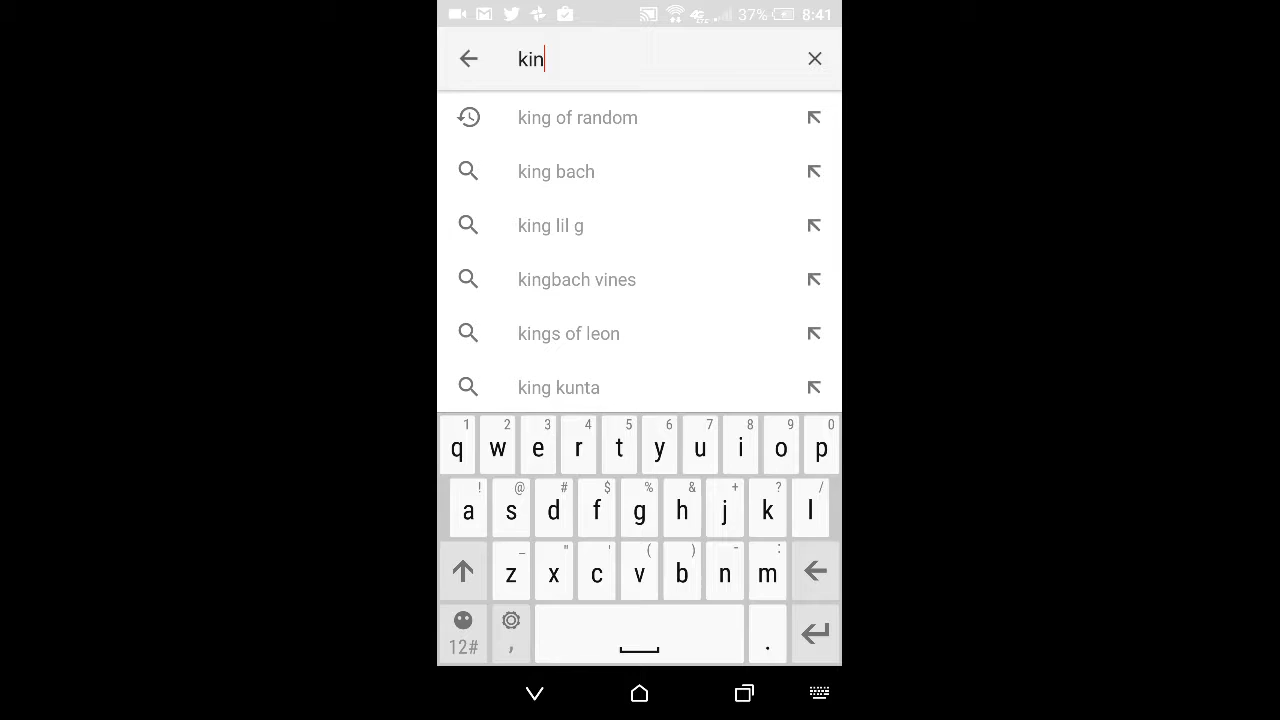 37% 8:41
kin
king of random
king bach
king lil g
kingbach vines
kings of leon
king kunta
1 2 3 4 5 6 7 8 9 0
q w e r t y u i o p
! @ # $ % & + ? /
a s d f g h j k l
_ " ' ( ) - :
z x c v b n m
12# , .